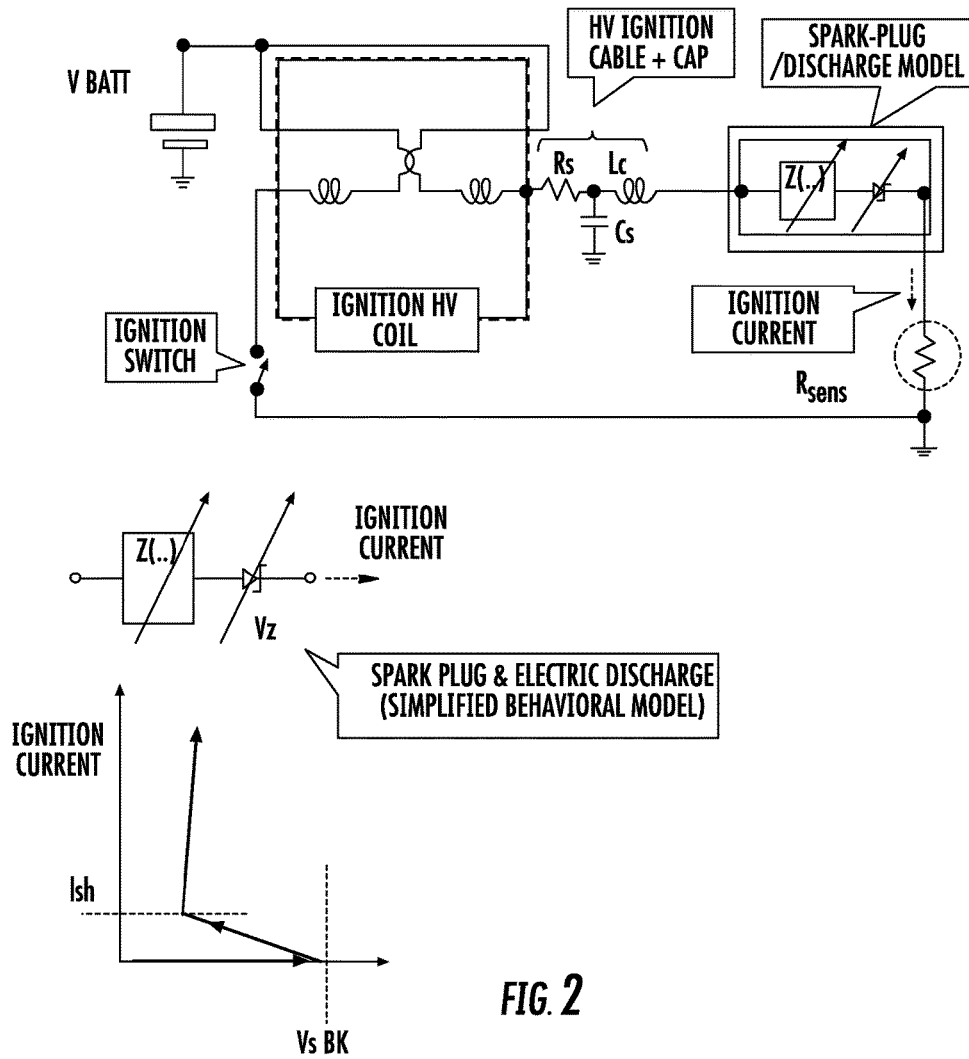 HV IGNITION
CABLE + CAP
SPARK-PLUG
/DISCHARGE MODEL
V BATT
Rs
Lc
Z(..)
Cs
IGNITION HV
COIL
IGNITION
CURRENT
IGNITION
SWITCH
Rsens
Z(..)
IGNITION
CURRENT
Vz
SPARK PLUG & ELECTRIC DISCHARGE
(SIMPLIFIED BEHAVIORAL MODEL)
IGNITION
CURRENT
Ish
Vs BK
FIG. 2